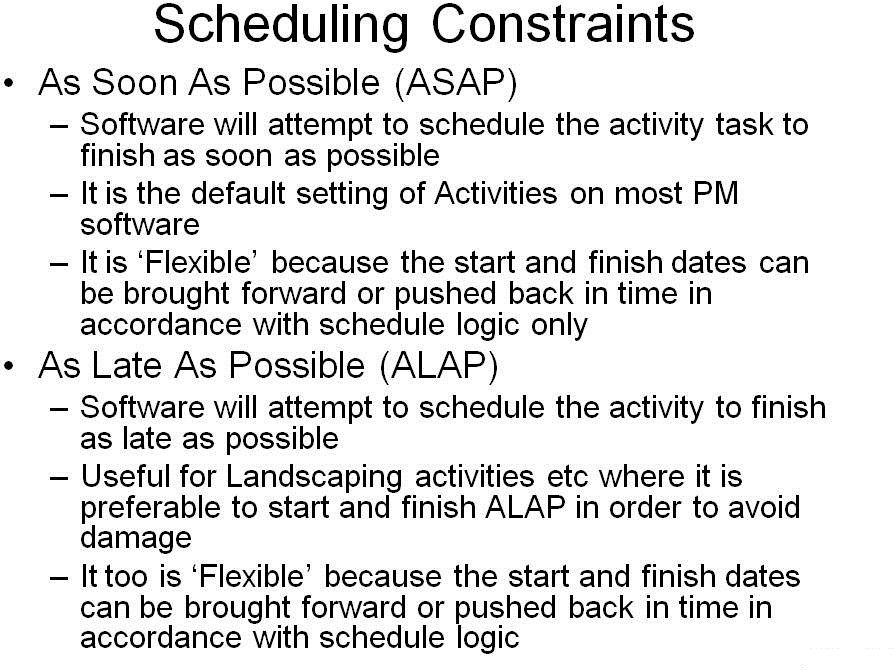 Scheduling Constraints
• As Soon As Possible (ASAP)
– Software will attempt to schedule the activity task to
finish as soon as possible
– It is the default setting of Activities on most PM
software
– It is ‘Flexible’ because the start and finish dates can
be brought forward or pushed back in time in
accordance with schedule logic only
• As Late As Possible (ALAP)
– Software will attempt to schedule the activity to finish
as late as possible
– Useful for Landscaping activities etc where it is
preferable to start and finish ALAP in order to avoid
damage
– It too is ‘Flexible’ because the start and finish dates
can be brought forward or pushed back in time in
accordance with schedule logic